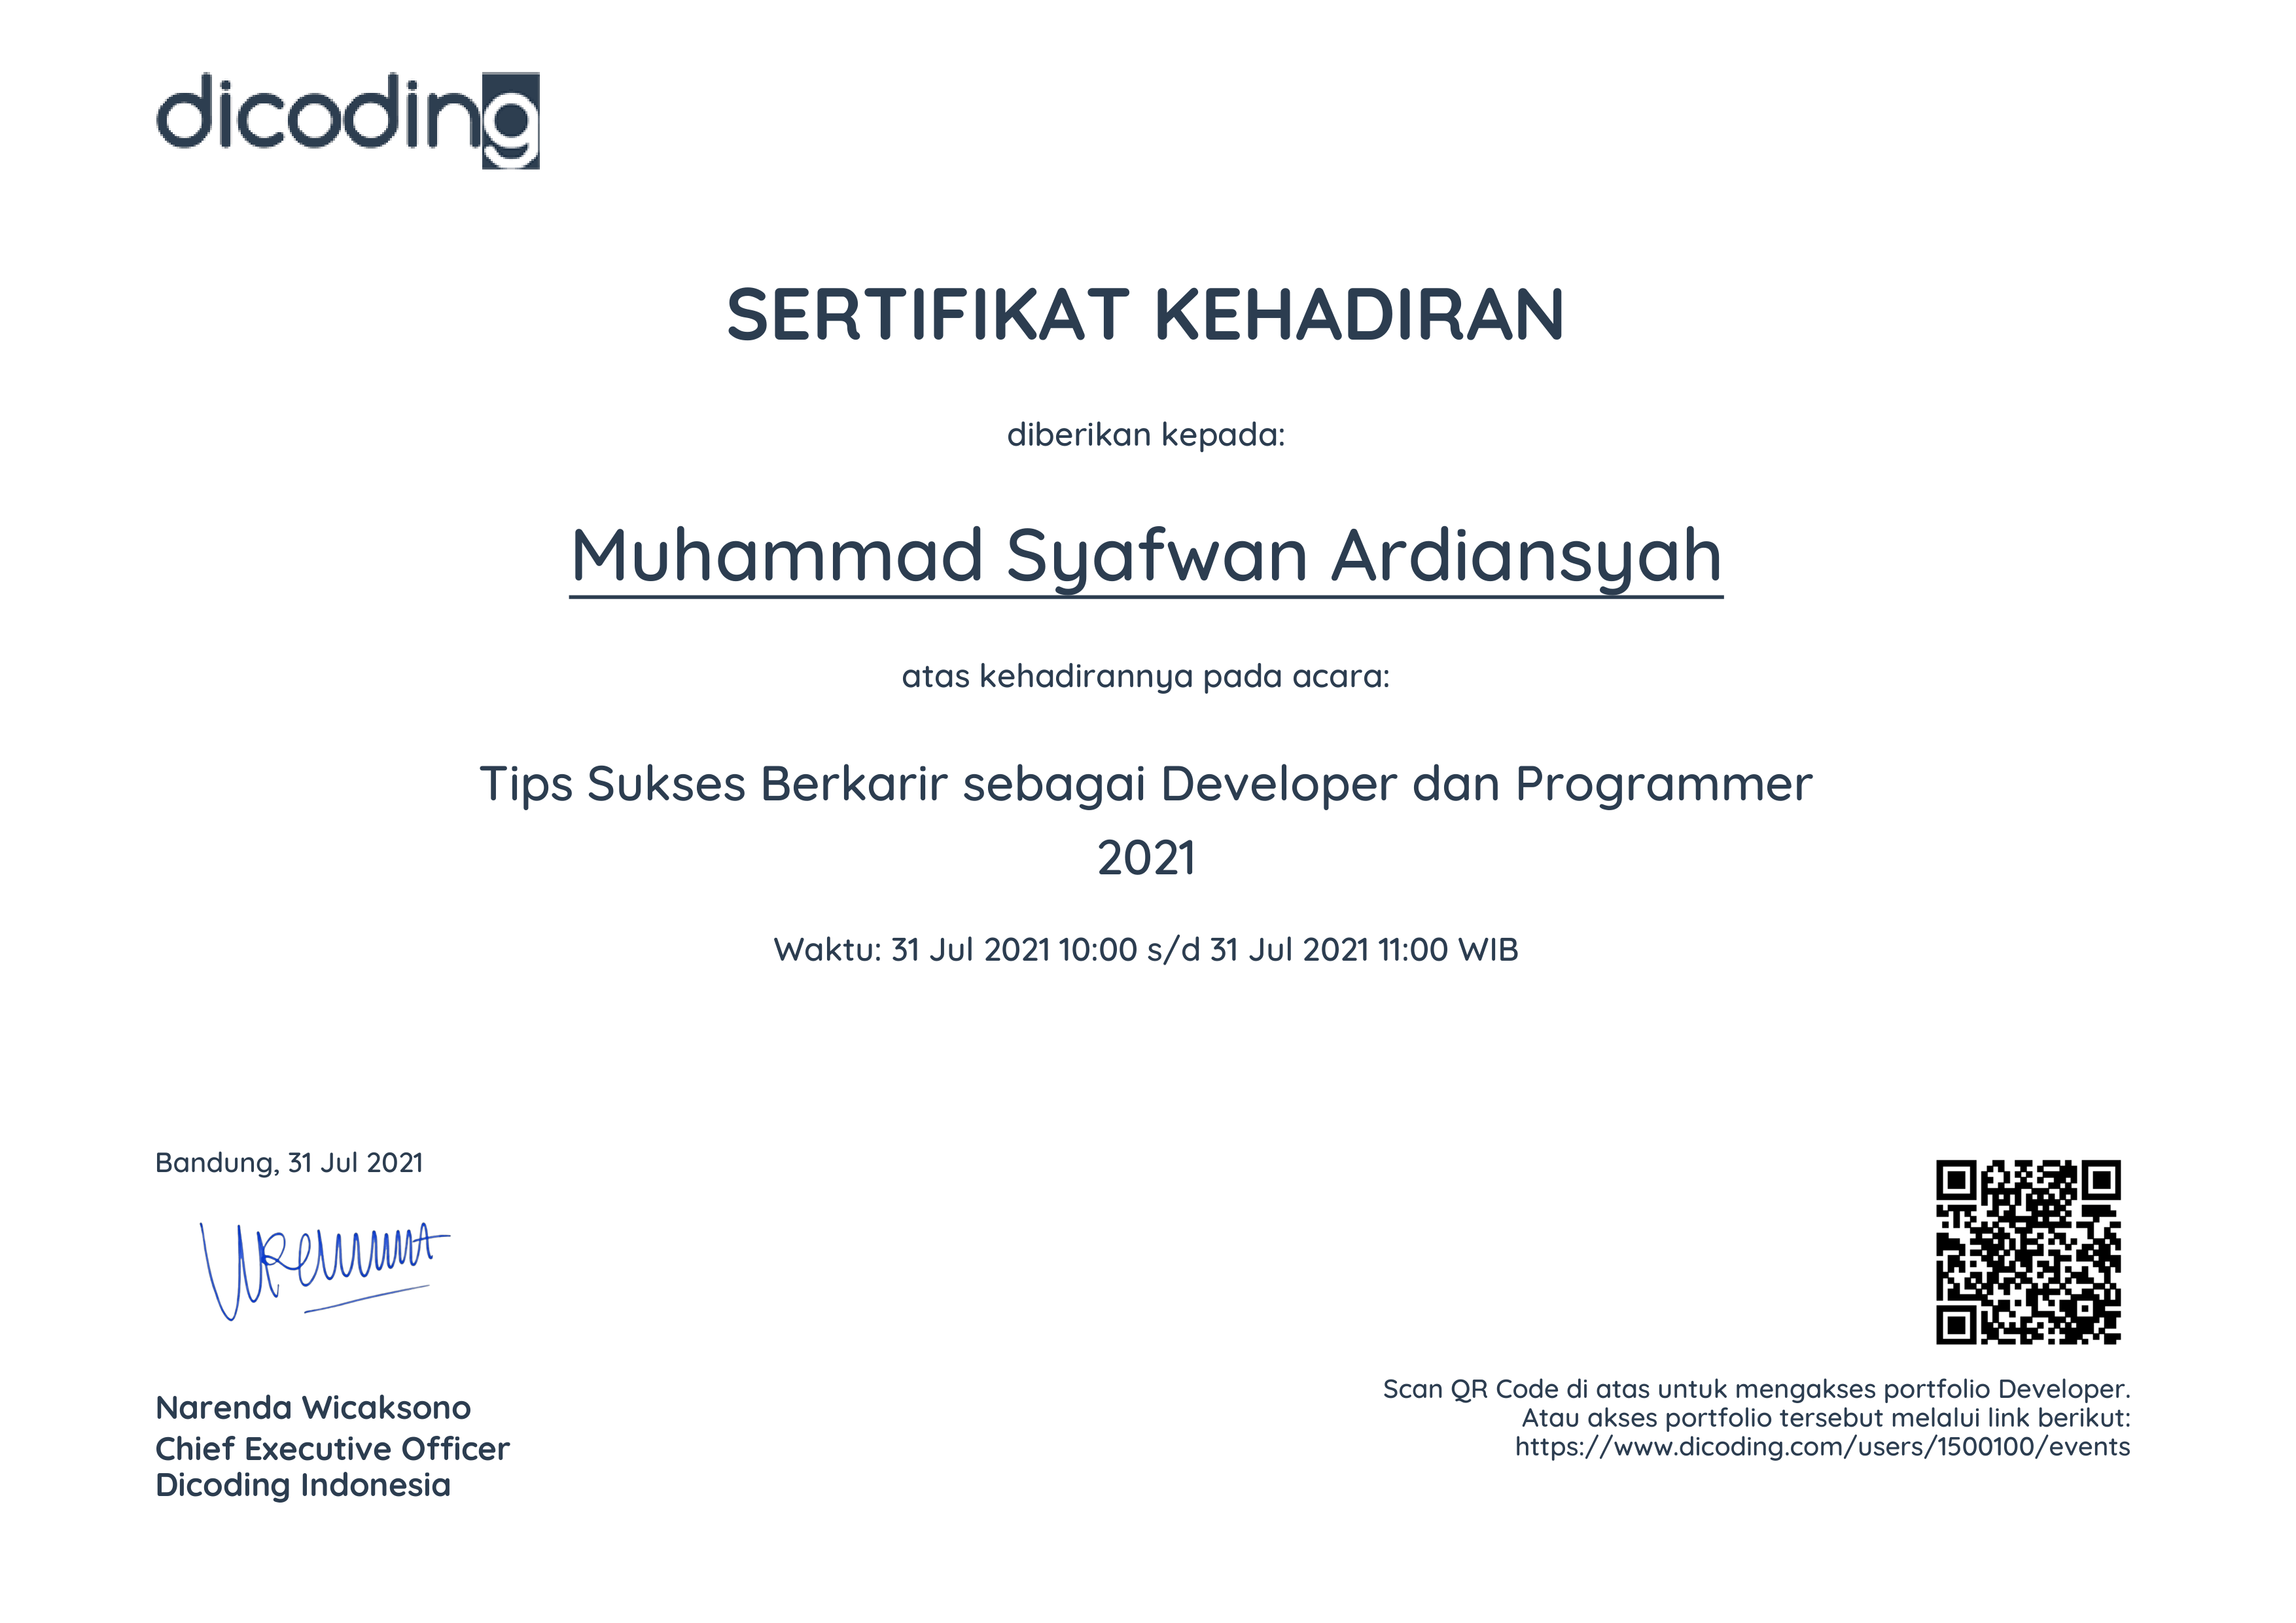 dicoding
SERTIFIKAT KEHADIRAN
diberikan kepada:
Muhammad Syafwan Ardiansyah
atas kehadirannya pada acara:
Tips Sukses Berkarir sebagai Developer dan Programmer
2021
Waktu: 31 Jul 2021 10:00 s/d 31 Jul 2021 11:00 WIB
Bandung, 31 Jul 2021
Narenda Wicaksono
Chief Executive Officer
Dicoding Indonesia
Scan QR Code di atas untuk mengakses portfolio Developer.
Atau akses portfolio tersebut melalui link berikut:
https://www.dicoding.com/users/1500100/events